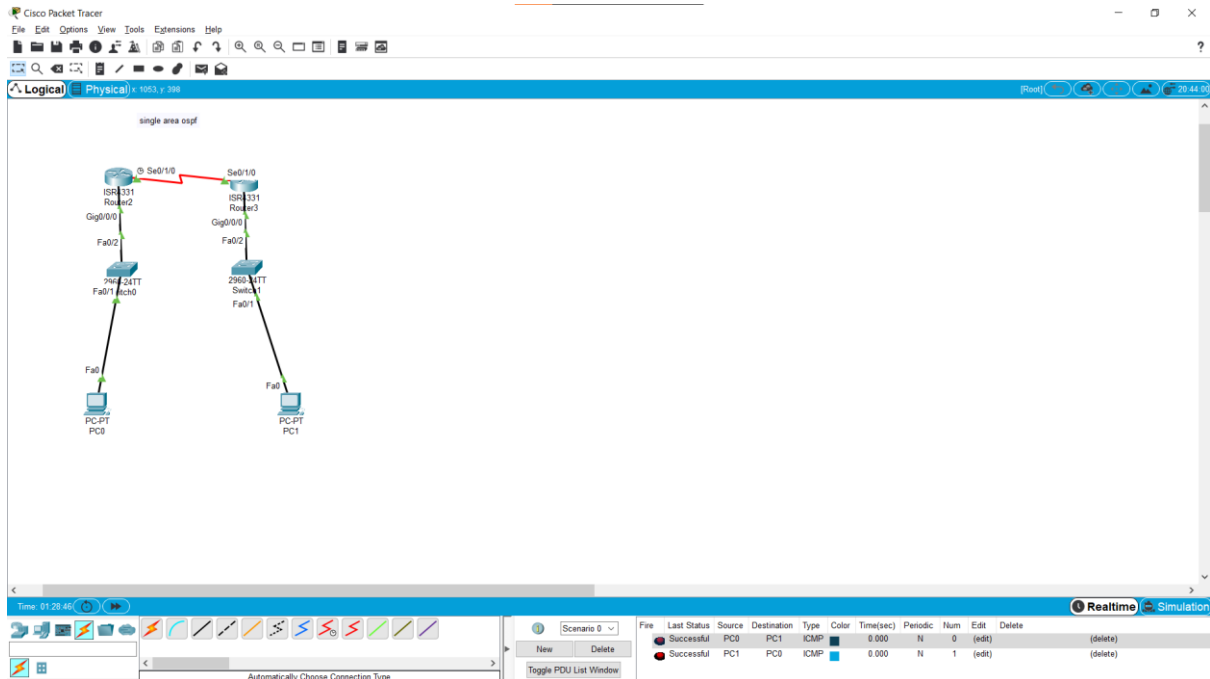 Cisco Packet Tracer
File Edit Options View Tools Extensions Help
?
Logical Physical x: 1053, y: 398 [Root] 20:44:00
single area ospf
Se0/1/0 Se0/1/0
ISR4331 ISR4331
Router2 Router3
Gig0/0/0 Gig0/0/0
Fa0/2 Fa0/2
2960-24TT 2960-24TT
Switch1
Fa0/1 Fa0/1
Fa0 Fa0
PC-PT PC-PT
PC0 PC1
Time: 01:28:46 Realtime Simulation
Scenario 0
New Delete
Toggle PDU List Window
Fire Last Status Source Destination Type Color Time(sec) Periodic Num Edit Delete
Successful PC0 PC1 ICMP 0.000 N 0 (edit) (delete)
Successful PC1 PC0 ICMP 0.000 N 1 (edit) (delete)
Automatically Choose Connection Type